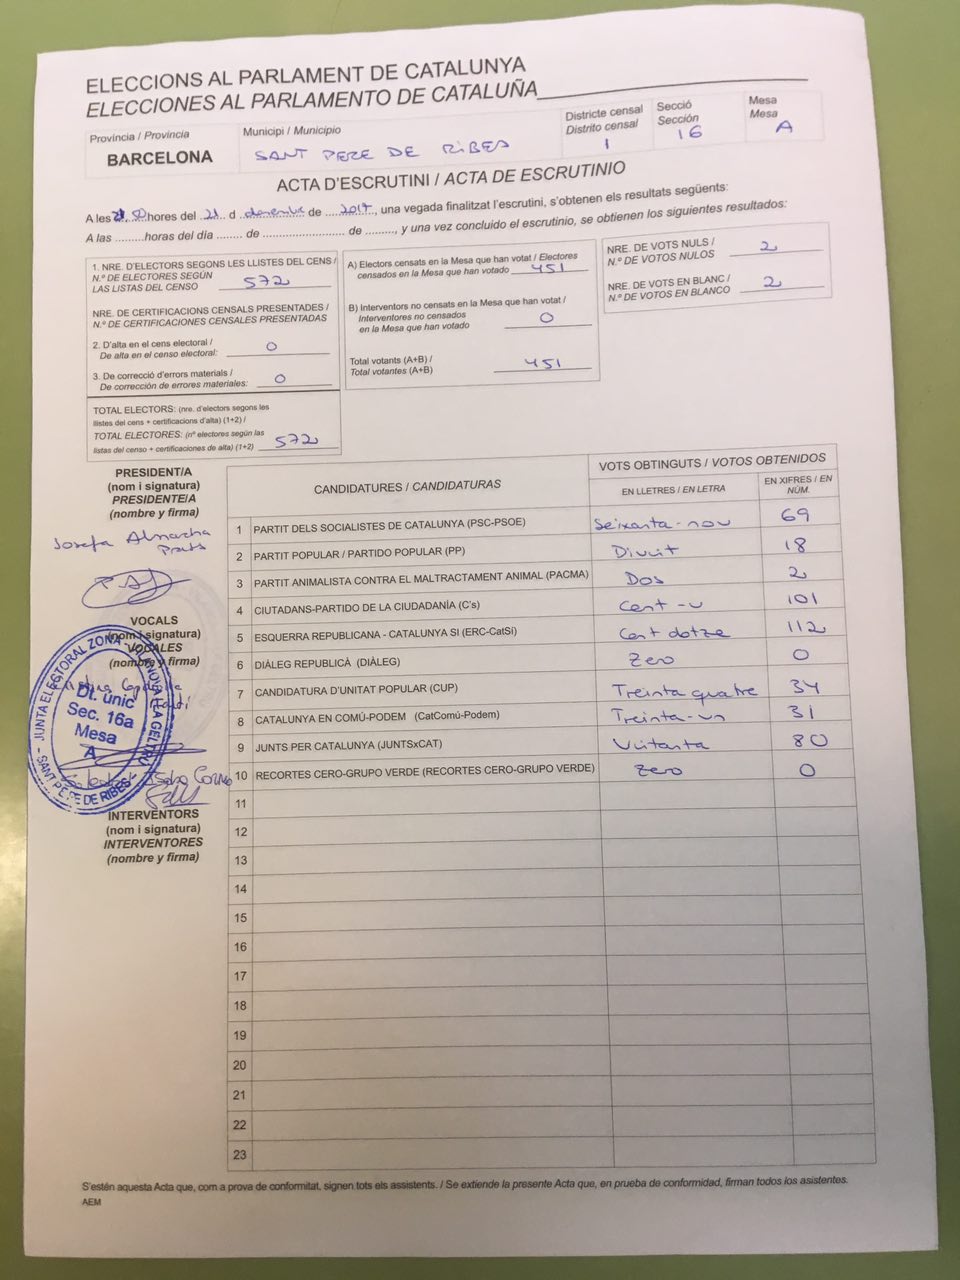 ELECCIONS AL PARLAMENT DE CATALUNYA
ELECCIONES AL PARLAMENTO DE CATALUÑA
Província / Provincia
BARCELONA
Municipi / Municipio
SANT PERE DE RIBES
Districte censal
Distrito censal
1
Secció
Sección
16
Mesa
Mesa
A
ACTA D'ESCRUTINI / ACTA DE ESCRUTINIO
A les hores del 21 d desembre de 2017, una vegada finalitzat l'escrutini, s'obtenen els resultats següents:
A las .........horas del día ........ de ......................... de ........., y una vez concluido el escrutinio, se obtienen los siguientes resultados:
1. NRE. D'ELECTORS SEGONS LES LLISTES DEL CENS /
N.º DE ELECTORES SEGÚN
LAS LISTAS DEL CENSO 572
NRE. DE CERTIFICACIONS CENSALS PRESENTADES /
N.º DE CERTIFICACIONES CENSALES PRESENTADAS
2. D'alta en el cens electoral /
De alta en el censo electoral: 0
3. De correcció d'errors materials /
De corrección de errores materiales: 0
TOTAL ELECTORS: (nre. d'electors segons les
llistes del cens + certificacions d'alta) (1+2) /
TOTAL ELECTORES: (nº electores según las
listas del censo + certificaciones de alta) (1+2) 572
A) Electors censats en la Mesa que han votat / Electores
censados en la Mesa que han votado 451
B) Interventors no censats en la Mesa que han votat /
Interventores no censados
en la Mesa que han votado 0
Total votants (A+B) /
Total votantes (A+B) 451
NRE. DE VOTS NULS /
N.º DE VOTOS NULOS 2
NRE. DE VOTS EN BLANC /
N.º DE VOTOS EN BLANCO 2
PRESIDENT/A
(nom i signatura)
PRESIDENTE/A
(nombre y firma)
Josefa Almacha
Prats
VOCALS
(nom i signatura)
VOCALES
(nombre y firma)
JUNTA ELECTORAL ZONA VILANOVA I LA GELTRÚ
SANT PERE DE RIBES
Dt. únic
Sec. 16a
Mesa
A
INTERVENTORS
(nom i signatura)
INTERVENTORES
(nombre y firma)
CANDIDATURES / CANDIDATURAS
VOTS OBTINGUTS / VOTOS OBTENIDOS
EN LLETRES / EN LETRA
EN XIFRES / EN NÚM.
1 PARTIT DELS SOCIALISTES DE CATALUNYA (PSC-PSOE) Seixanta-nou 69
2 PARTIT POPULAR / PARTIDO POPULAR (PP) Divuit 18
3 PARTIT ANIMALISTA CONTRA EL MALTRACTAMENT ANIMAL (PACMA) Dos 2
4 CIUTADANS-PARTIDO DE LA CIUDADANÍA (C's) Cent-u 101
5 ESQUERRA REPUBLICANA - CATALUNYA SI (ERC-CatSí) Cent dotze 112
6 DIÀLEG REPUBLICÀ (DIÀLEG) Zero 0
7 CANDIDATURA D'UNITAT POPULAR (CUP) Treinta quatre 34
8 CATALUNYA EN COMÚ-PODEM (CatComú-Podem) Treinta-un 31
9 JUNTS PER CATALUNYA (JUNTSxCAT) Vuitanta 80
10 RECORTES CERO-GRUPO VERDE (RECORTES CERO-GRUPO VERDE) Zero 0
11
12
13
14
15
16
17
18
19
20
21
22
23
S'estén aquesta Acta que, com a prova de conformitat, signen tots els assistents. / Se extiende la presente Acta que, en prueba de conformidad, firman todos los asistentes.
AEM